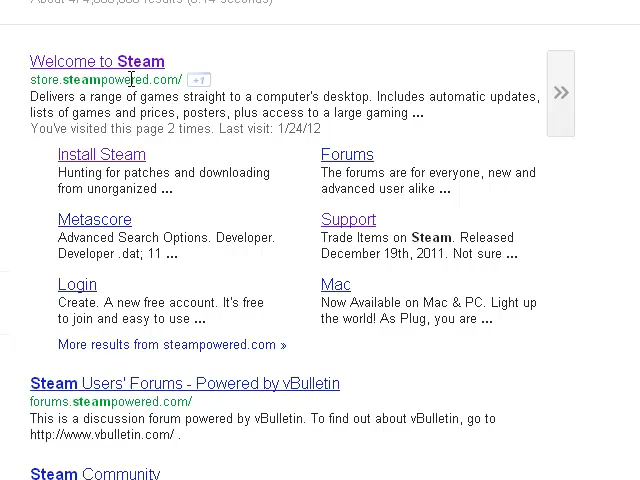 About 474,000,000 results (0.14 seconds)
Welcome to Steam
store.steampowered.com/ +1
Delivers a range of games straight to a computer's desktop. Includes automatic updates,
lists of games and prices, posters, plus access to a large gaming ...
You've visited this page 2 times. Last visit: 1/24/12
»
Install Steam
Hunting for patches and downloading
from unorganized ...
Forums
The forums are for everyone, new and
advanced user alike ...
Metascore
Advanced Search Options. Developer.
Developer .dat; 11 ...
Support
Trade Items on Steam. Released
December 19th, 2011. Not sure ...
Login
Create. A new free account. It's free
to join and easy to use ...
Mac
Now Available on Mac & PC. Light up
the world! As Plug, you are ...
More results from steampowered.com »
Steam Users' Forums - Powered by vBulletin
forums.steampowered.com/
This is a discussion forum powered by vBulletin. To find out about vBulletin, go to
http://www.vbulletin.com/ .
Steam Community